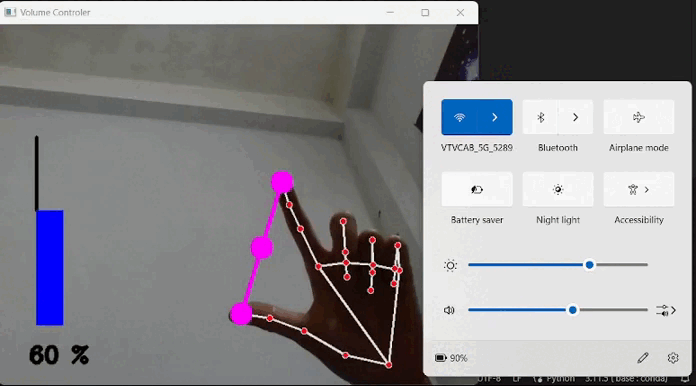 Volume Controler
VTVCAB_5G_5289
Bluetooth
Airplane mode
Battery saver
Night light
Accessibility
60 %
90%
UTF-8 LF Python 3.11.5 (base: conda)